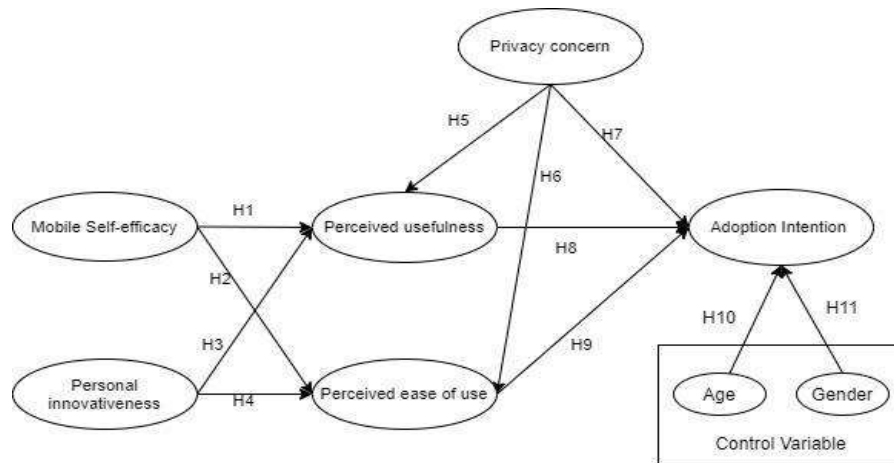 Privacy concern
H5
H7
H6
Mobile Self-efficacy
H1
Perceived usefulness
H8
Adoption Intention
H2
H3
H9
H10
H11
Personal
innovativeness
H4
Perceived ease of use
Age
Gender
Control Variable